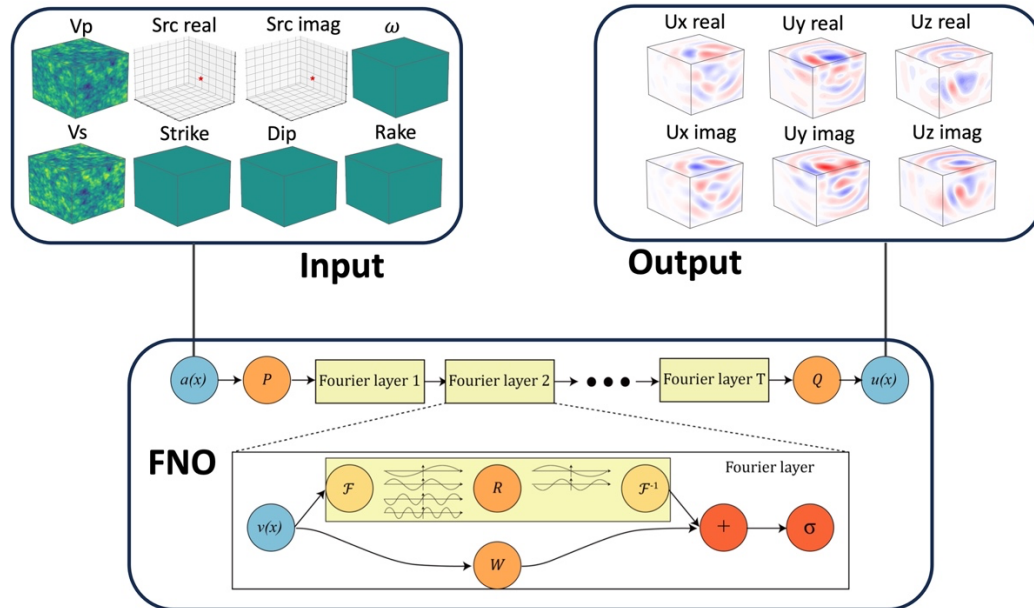 Vp Src real Src imag ω
Vs Strike Dip Rake
Input
Ux real Uy real Uz real
Ux imag Uy imag Uz imag
Output
a(x) P Fourier layer 1 Fourier layer 2 Fourier layer T Q u(x)
FNO
Fourier layer
ℱ R ℱ⁻¹
v(x) + σ
W